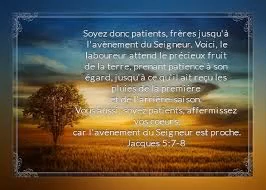 Soyez donc patients, frères jusqu'à
l'avènement du Seigneur. Voici, le
laboureur attend le précieux fruit
de la terre, prenant patience à son
égard, jusqu'à ce qu'il ait reçu les
pluies de la première
et de l'arrière-saison.
Vous aussi, soyez patients, affermissez
vos coeurs,
car l'avènement du Seigneur est proche.
Jacques 5:7-8